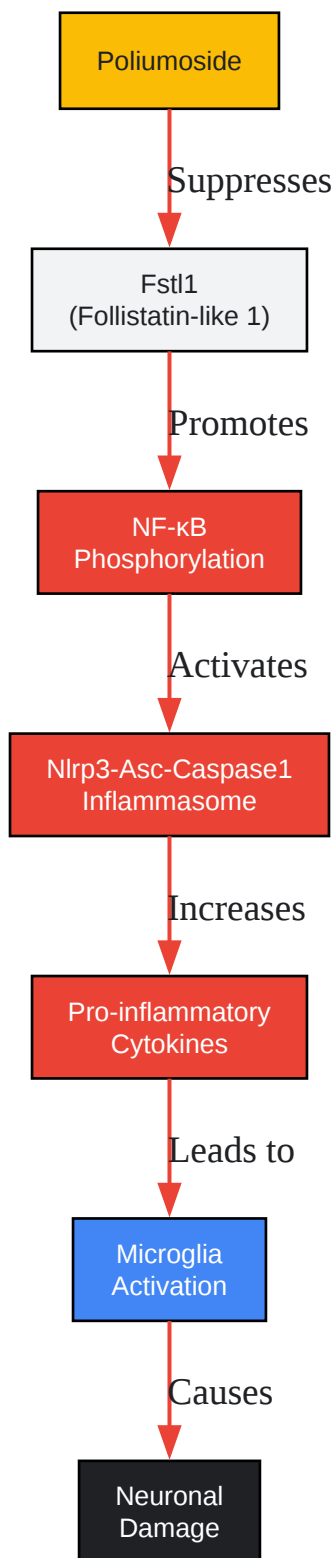 Poliumoside
Suppresses
Fstl1
(Follistatin-like 1)
Promotes
NF-κB
Phosphorylation
Activates
Nlrp3-Asc-Caspase1
Inflammasome
Increases
Pro-inflammatory
Cytokines
Leads to
Microglia
Activation
Causes
Neuronal
Damage